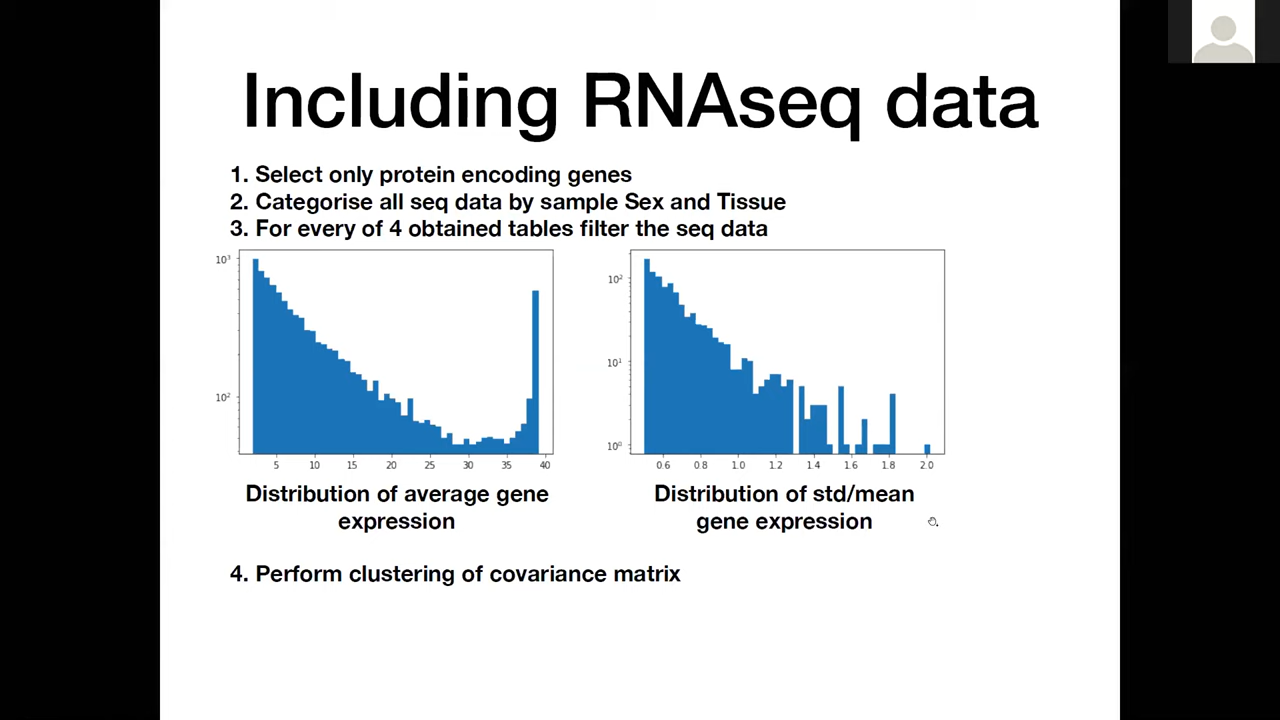 Including RNAseq data
1. Select only protein encoding genes
2. Categorise all seq data by sample Sex and Tissue
3. For every of 4 obtained tables filter the seq data
10³
10²
5 10 15 20 25 30 35 40
10²
10¹
10⁰
0.6 0.8 1.0 1.2 1.4 1.6 1.8 2.0
Distribution of average gene
expression
Distribution of std/mean
gene expression
4. Perform clustering of covariance matrix